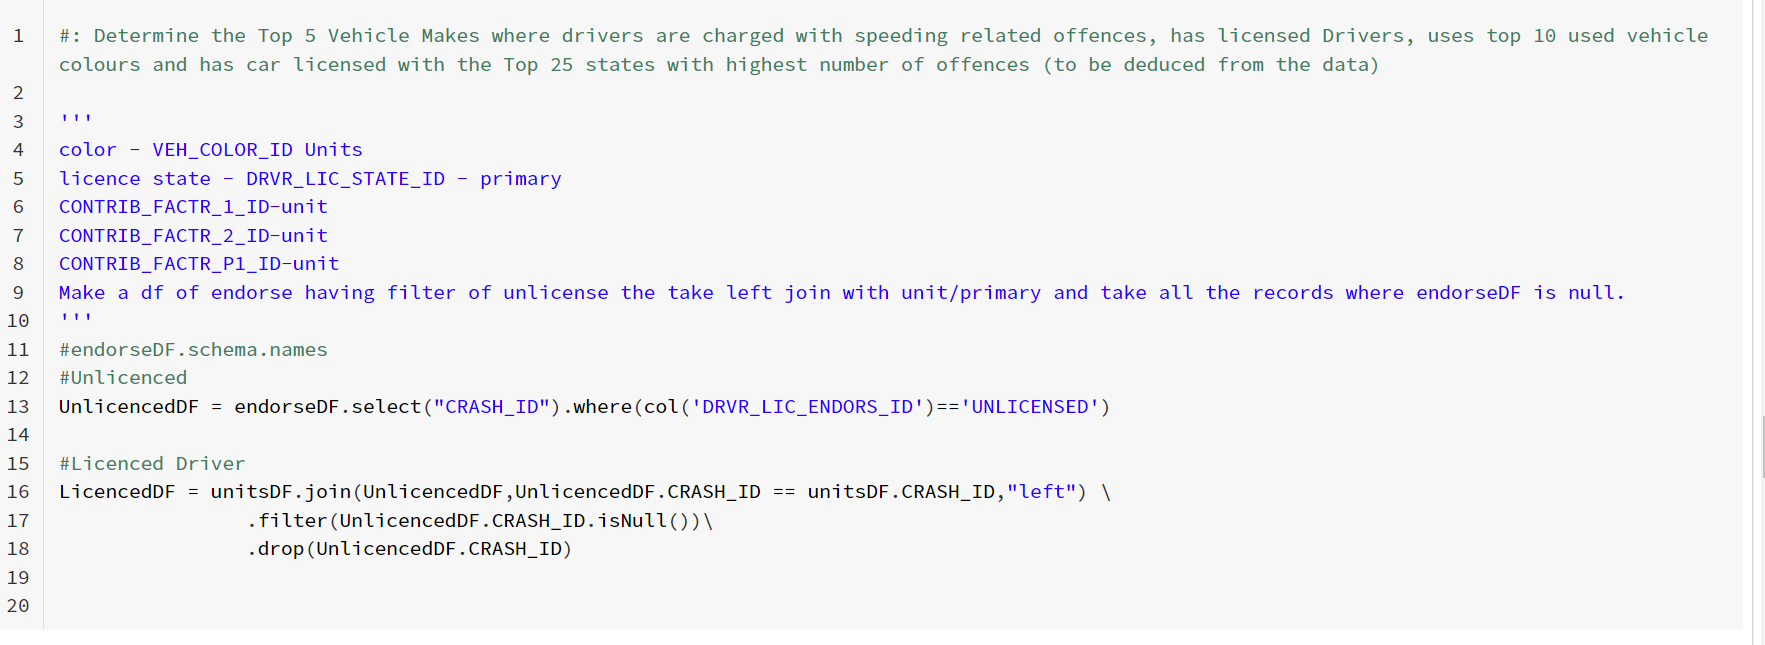 1 #: Determine the Top 5 Vehicle Makes where drivers are charged with speeding related offences, has licensed Drivers, uses top 10 used vehicle
colours and has car licensed with the Top 25 states with highest number of offences (to be deduced from the data)
2
3 '''
4 color - VEH_COLOR_ID Units
5 licence state - DRVR_LIC_STATE_ID - primary
6 CONTRIB_FACTR_1_ID-unit
7 CONTRIB_FACTR_2_ID-unit
8 CONTRIB_FACTR_P1_ID-unit
9 Make a df of endorse having filter of unlicense the take left join with unit/primary and take all the records where endorseDF is null.
10 '''
11 #endorseDF.schema.names
12 #Unlicenced
13 UnlicencedDF = endorseDF.select("CRASH_ID").where(col('DRVR_LIC_ENDORS_ID')=='UNLICENSED')
14
15 #Licenced Driver
16 LicencedDF = unitsDF.join(UnlicencedDF,UnlicencedDF.CRASH_ID == unitsDF.CRASH_ID,"left") \
17 .filter(UnlicencedDF.CRASH_ID.isNull())\
18 .drop(UnlicencedDF.CRASH_ID)
19
20